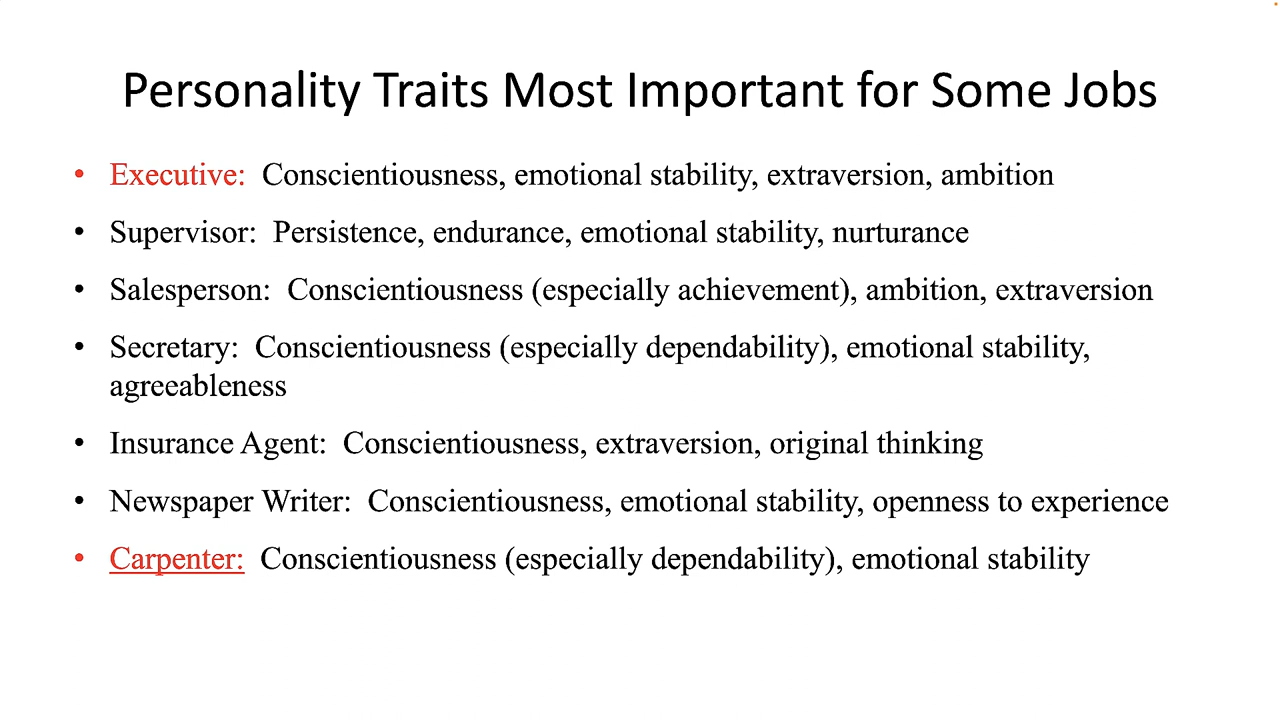 Personality Traits Most Important for Some Jobs
• Executive: Conscientiousness, emotional stability, extraversion, ambition
• Supervisor: Persistence, endurance, emotional stability, nurturance
• Salesperson: Conscientiousness (especially achievement), ambition, extraversion
• Secretary: Conscientiousness (especially dependability), emotional stability,
agreeableness
• Insurance Agent: Conscientiousness, extraversion, original thinking
• Newspaper Writer: Conscientiousness, emotional stability, openness to experience
• Carpenter: Conscientiousness (especially dependability), emotional stability